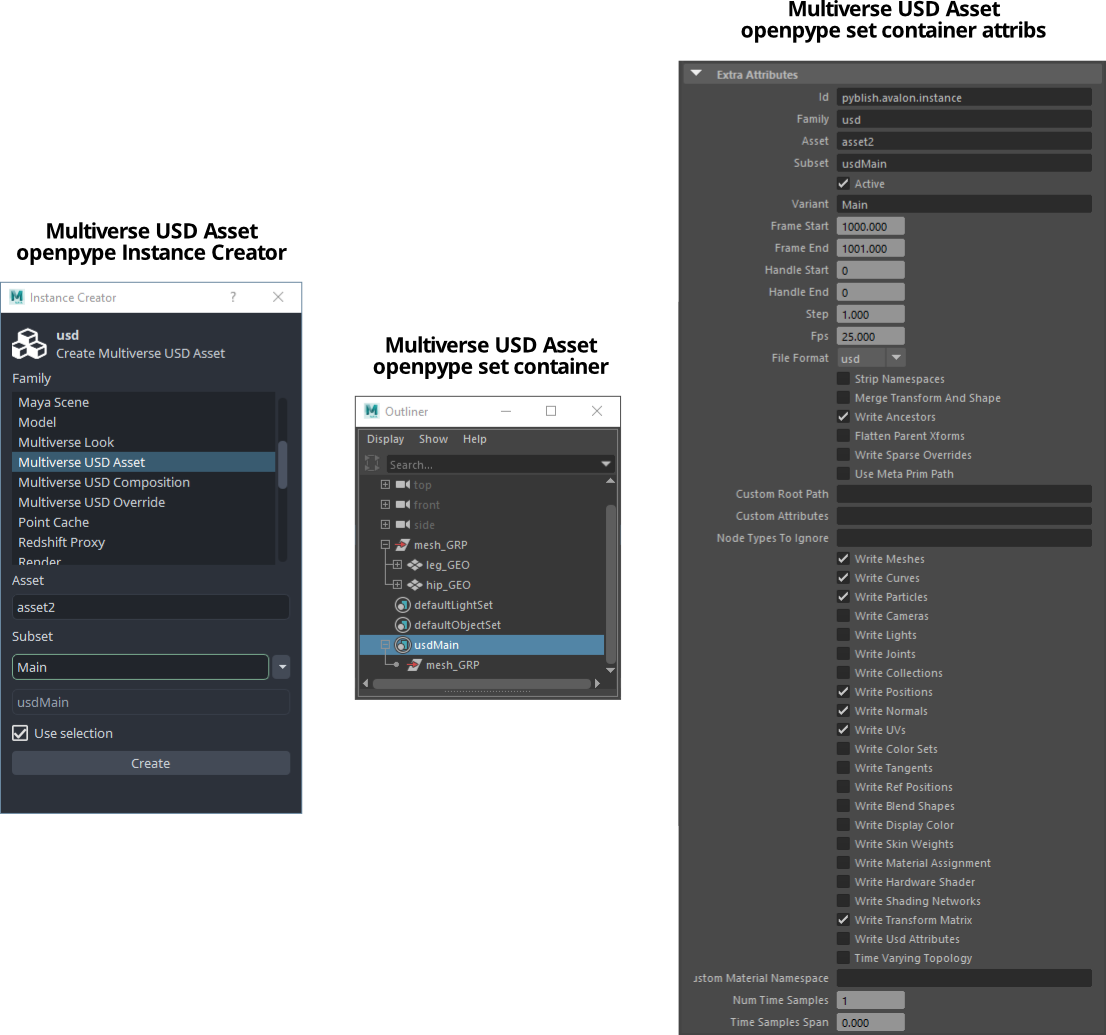 Multiverse USD Asset
openpype Instance Creator
Instance Creator
?
usd
Create Multiverse USD Asset
Family
Maya Scene
Model
Multiverse Look
Multiverse USD Asset
Multiverse USD Composition
Multiverse USD Override
Point Cache
Redshift Proxy
Render
Asset
asset2
Subset
Main
usdMain
Use selection
Create
Multiverse USD Asset
openpype set container
Outliner
Display Show Help
Search...
top
front
side
mesh_GRP
leg_GEO
hip_GEO
defaultLightSet
defaultObjectSet
usdMain
mesh_GRP
Multiverse USD Asset
openpype set container attribs
Extra Attributes
Id pyblish.avalon.instance
Family usd
Asset asset2
Subset usdMain
Active
Variant Main
Frame Start 1000.000
Frame End 1001.000
Handle Start 0
Handle End 0
Step 1.000
Fps 25.000
File Format usd
Strip Namespaces
Merge Transform And Shape
Write Ancestors
Flatten Parent Xforms
Write Sparse Overrides
Use Meta Prim Path
Custom Root Path
Custom Attributes
Node Types To Ignore
Write Meshes
Write Curves
Write Particles
Write Cameras
Write Lights
Write Joints
Write Collections
Write Positions
Write Normals
Write UVs
Write Color Sets
Write Tangents
Write Ref Positions
Write Blend Shapes
Write Display Color
Write Skin Weights
Write Material Assignment
Write Hardware Shader
Write Shading Networks
Write Transform Matrix
Write Usd Attributes
Time Varying Topology
ustom Material Namespace
Num Time Samples 1
Time Samples Span 0.000